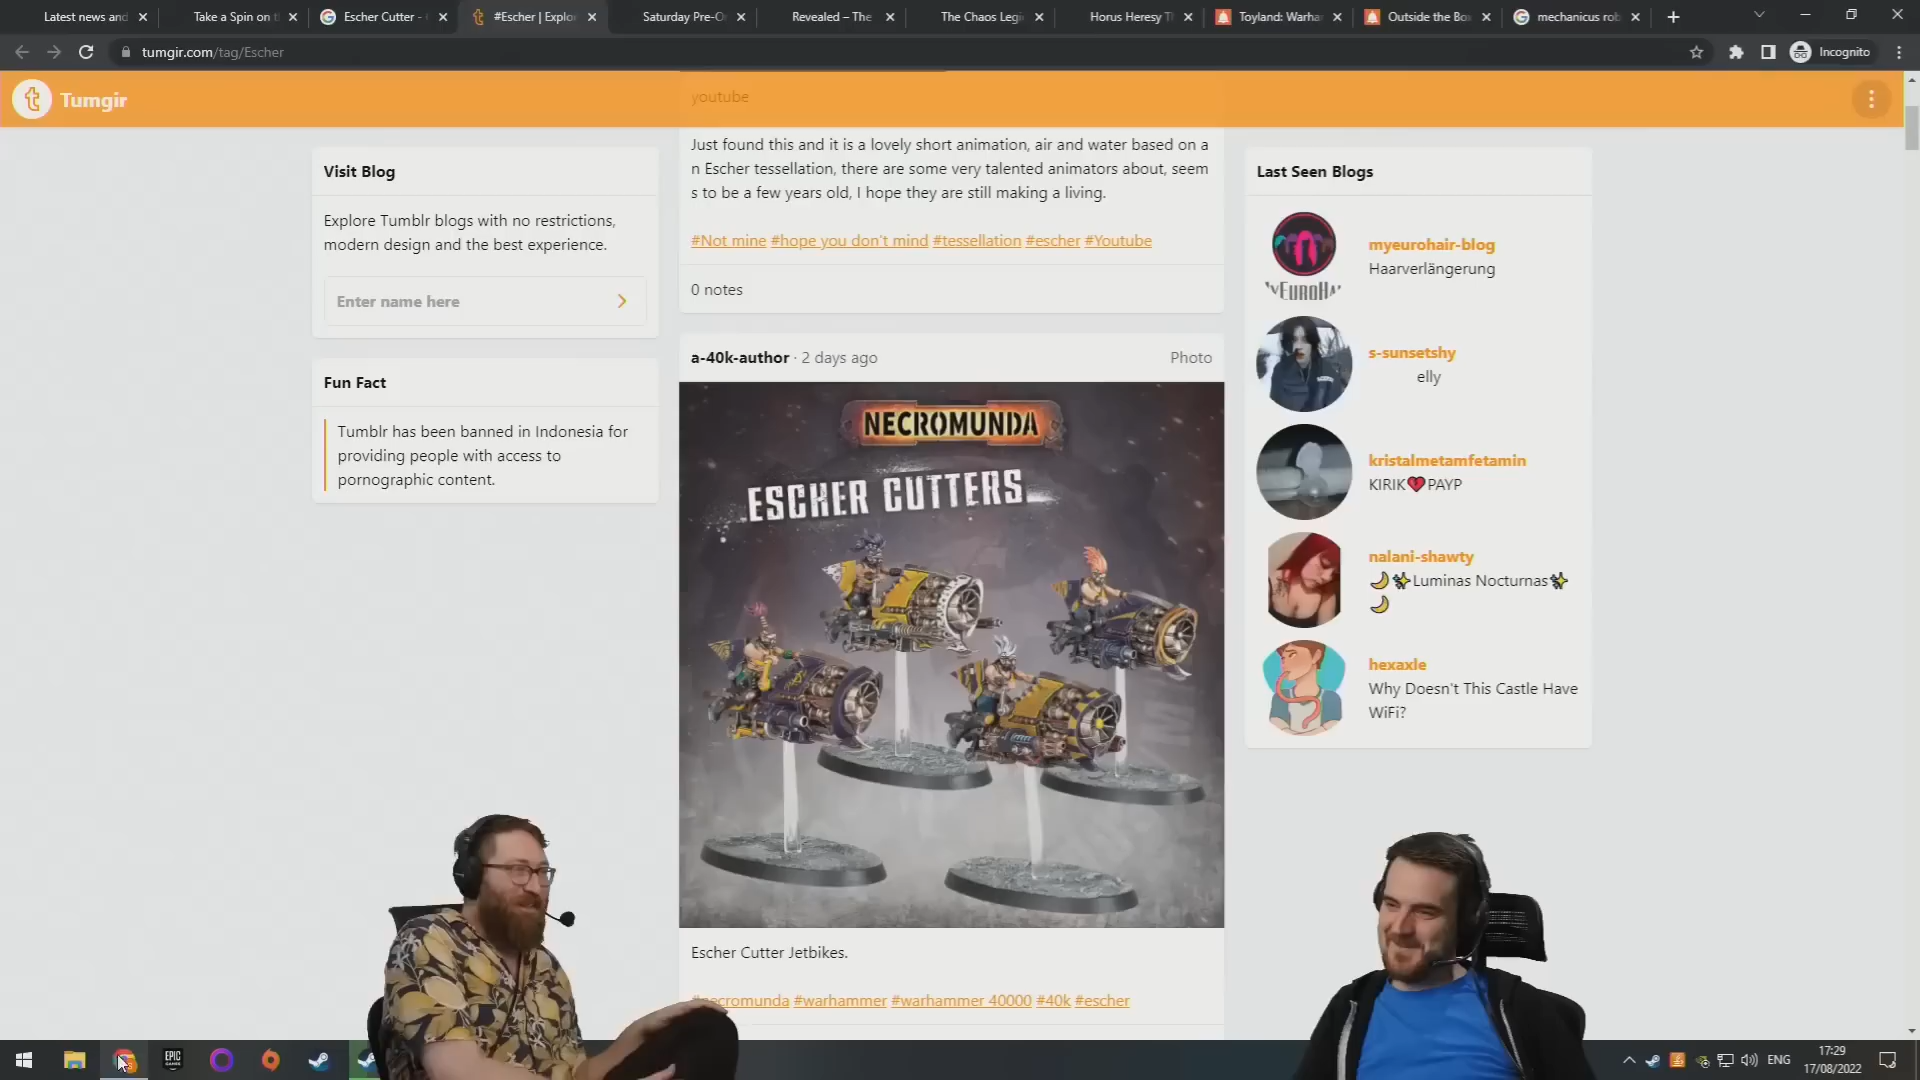 Latest news and
Take a Spin on t
Escher Cutter -
#Escher | Explo
Saturday Pre-O
Revealed – The
The Chaos Legi
Horus Heresy T
Toyland: Warha
Outside the Box
mechanicus rob
tumgir.com/tag/Escher
Incognito
Tumgir
youtube
Visit Blog
Explore Tumblr blogs with no restrictions,
modern design and the best experience.
Enter name here
Fun Fact
Tumblr has been banned in Indonesia for
providing people with access to
pornographic content.
Just found this and it is a lovely short animation, air and water based on a
n Escher tessellation, there are some very talented animators about, seem
s to be a few years old, I hope they are still making a living.
#Not mine #hope you don't mind #tessellation #escher #Youtube
0 notes
a-40k-author · 2 days ago
Photo
NECROMUNDA
ESCHER CUTTERS
Escher Cutter Jetbikes.
#necromunda #warhammer #warhammer 40000 #40k #escher
Last Seen Blogs
myeurohair-blog
Haarverlängerung
s-sunsetshy
elly
kristalmetamfetamin
KIRIK💔PAYP
nalani-shawty
🌙✨Luminas Nocturnas✨
🌙
hexaxle
Why Doesn't This Castle Have
WiFi?
EPIC
GAMES
ENG
17:29
17/08/2022